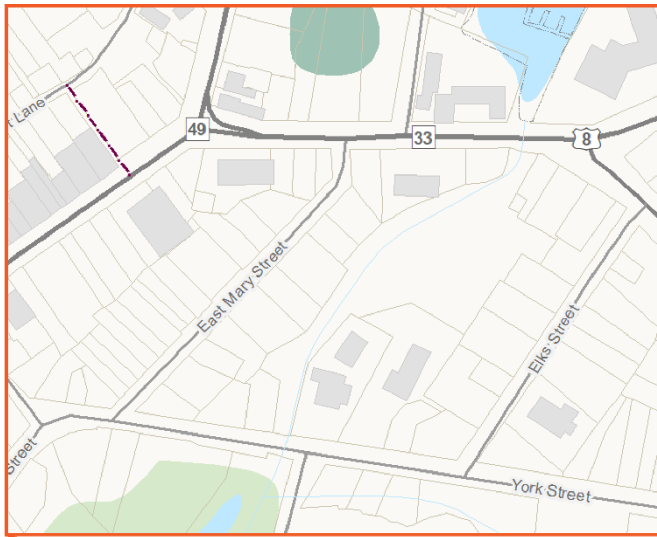 t Lane
49
33
8
East Mary Street
Elks Street
Street
York Street